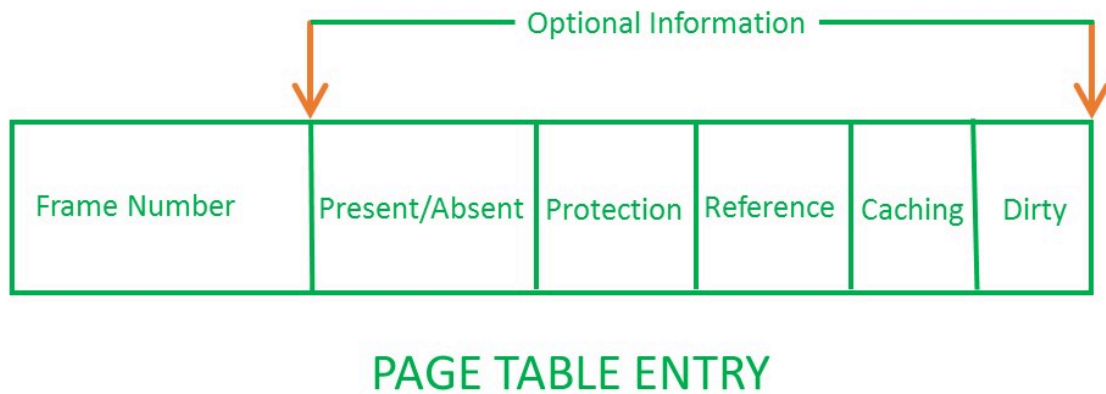 Optional Information
Frame Number Present/Absent Protection Reference Caching Dirty
PAGE TABLE ENTRY